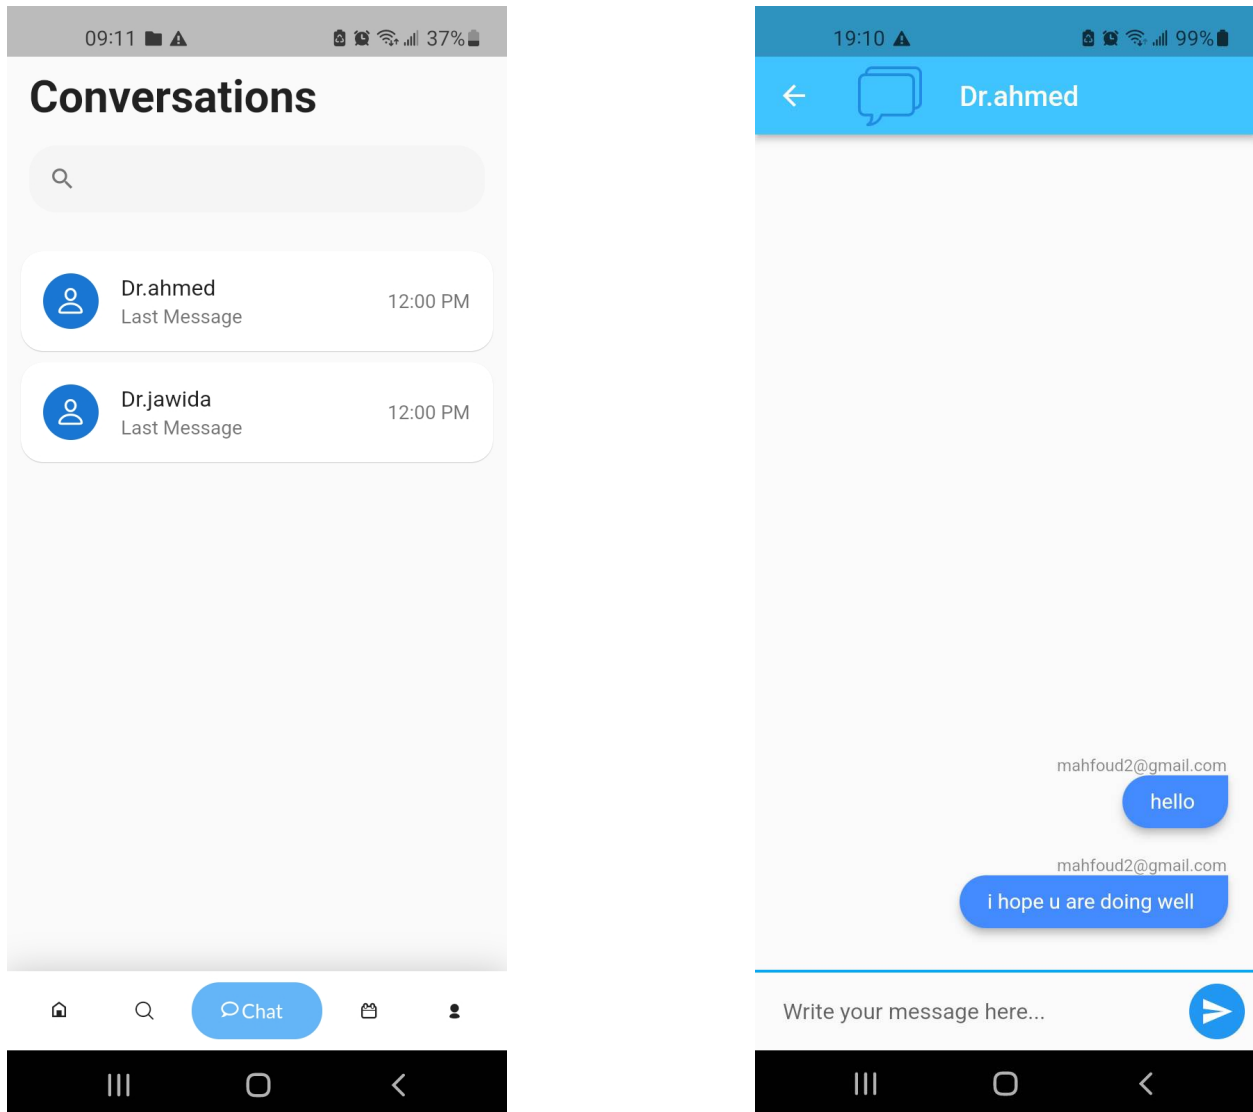 09:11 37%
Conversations
Dr.ahmed
Last Message
12:00 PM
Dr.jawida
Last Message
12:00 PM
Chat
19:10 99%
Dr.ahmed
mahfoud2@gmail.com
hello
mahfoud2@gmail.com
i hope u are doing well
Write your message here...